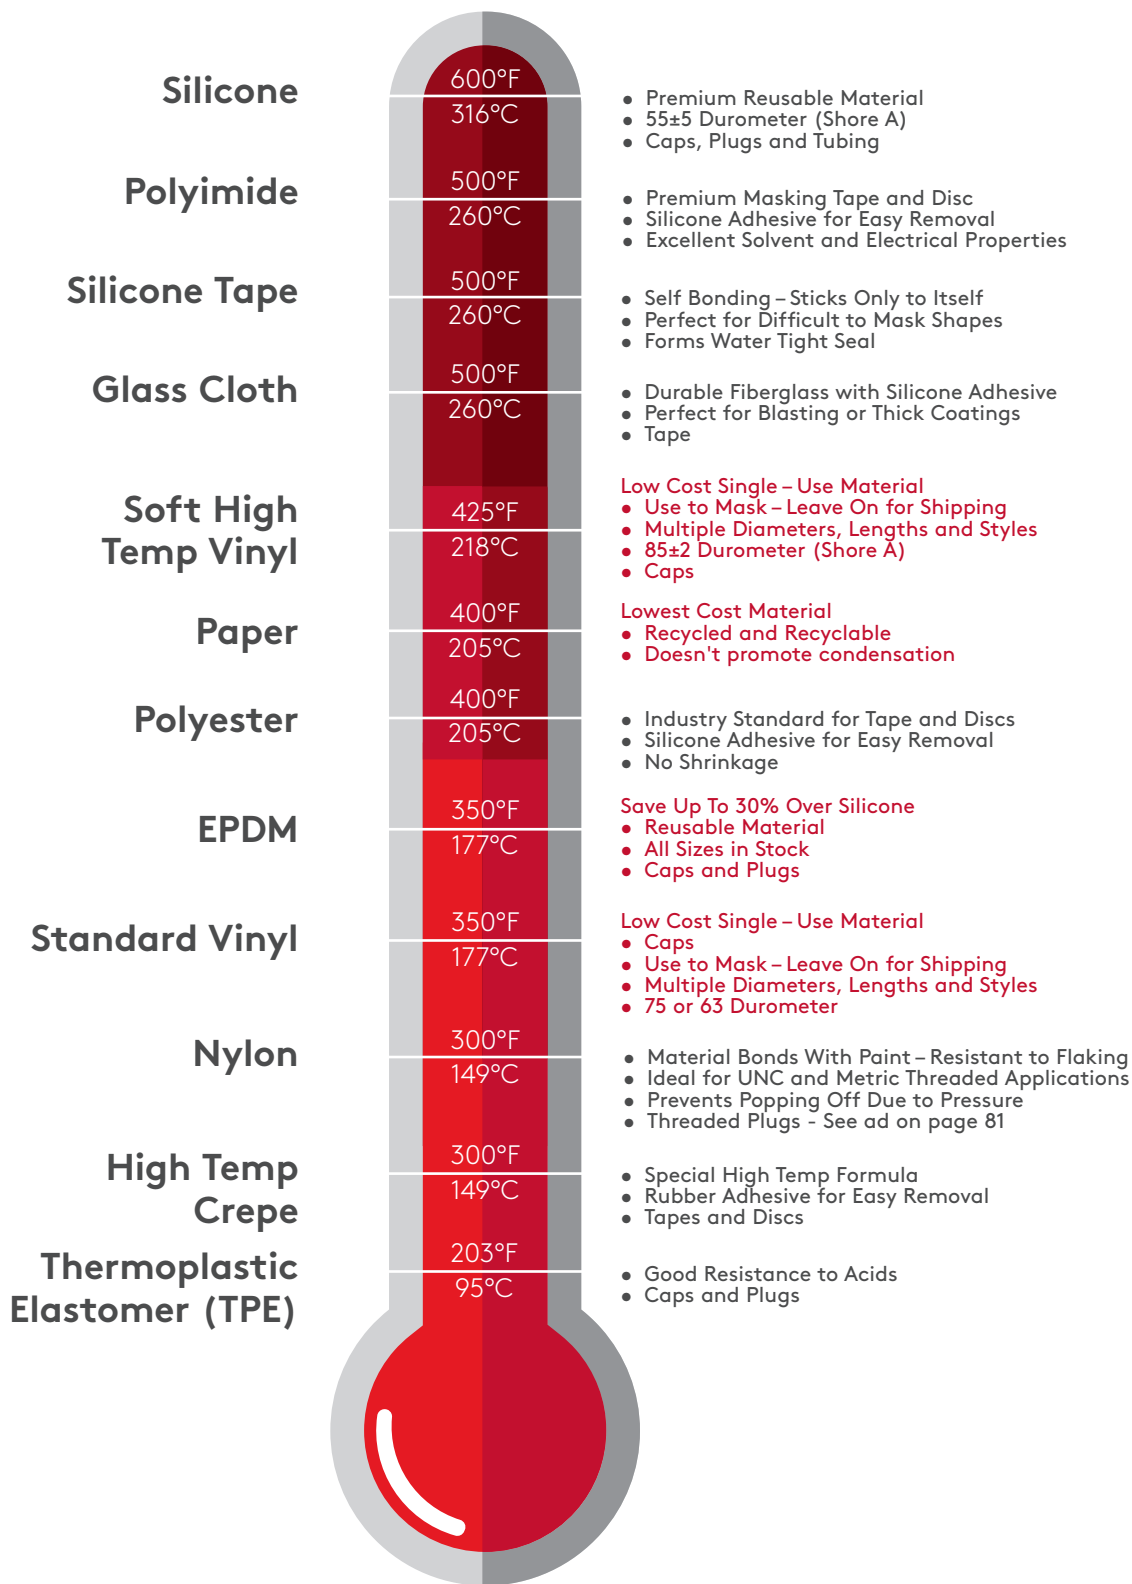 Silicone
600°F
316°C
• Premium Reusable Material
• 55±5 Durometer (Shore A)
• Caps, Plugs and Tubing
Polyimide
500°F
260°C
• Premium Masking Tape and Disc
• Silicone Adhesive for Easy Removal
• Excellent Solvent and Electrical Properties
Silicone Tape
500°F
260°C
• Self Bonding – Sticks Only to Itself
• Perfect for Difficult to Mask Shapes
• Forms Water Tight Seal
Glass Cloth
500°F
260°C
• Durable Fiberglass with Silicone Adhesive
• Perfect for Blasting or Thick Coatings
• Tape
Soft High
Temp Vinyl
425°F
218°C
Low Cost Single – Use Material
• Use to Mask – Leave On for Shipping
• Multiple Diameters, Lengths and Styles
• 85±2 Durometer (Shore A)
• Caps
Paper
400°F
205°C
Lowest Cost Material
• Recycled and Recyclable
• Doesn't promote condensation
Polyester
400°F
205°C
• Industry Standard for Tape and Discs
• Silicone Adhesive for Easy Removal
• No Shrinkage
EPDM
350°F
177°C
Save Up To 30% Over Silicone
• Reusable Material
• All Sizes in Stock
• Caps and Plugs
Standard Vinyl
350°F
177°C
Low Cost Single – Use Material
• Caps
• Use to Mask – Leave On for Shipping
• Multiple Diameters, Lengths and Styles
• 75 or 63 Durometer
Nylon
300°F
149°C
• Material Bonds With Paint – Resistant to Flaking
• Ideal for UNC and Metric Threaded Applications
• Prevents Popping Off Due to Pressure
• Threaded Plugs - See ad on page 81
High Temp
Crepe
300°F
149°C
• Special High Temp Formula
• Rubber Adhesive for Easy Removal
• Tapes and Discs
Thermoplastic
Elastomer (TPE)
203°F
95°C
• Good Resistance to Acids
• Caps and Plugs